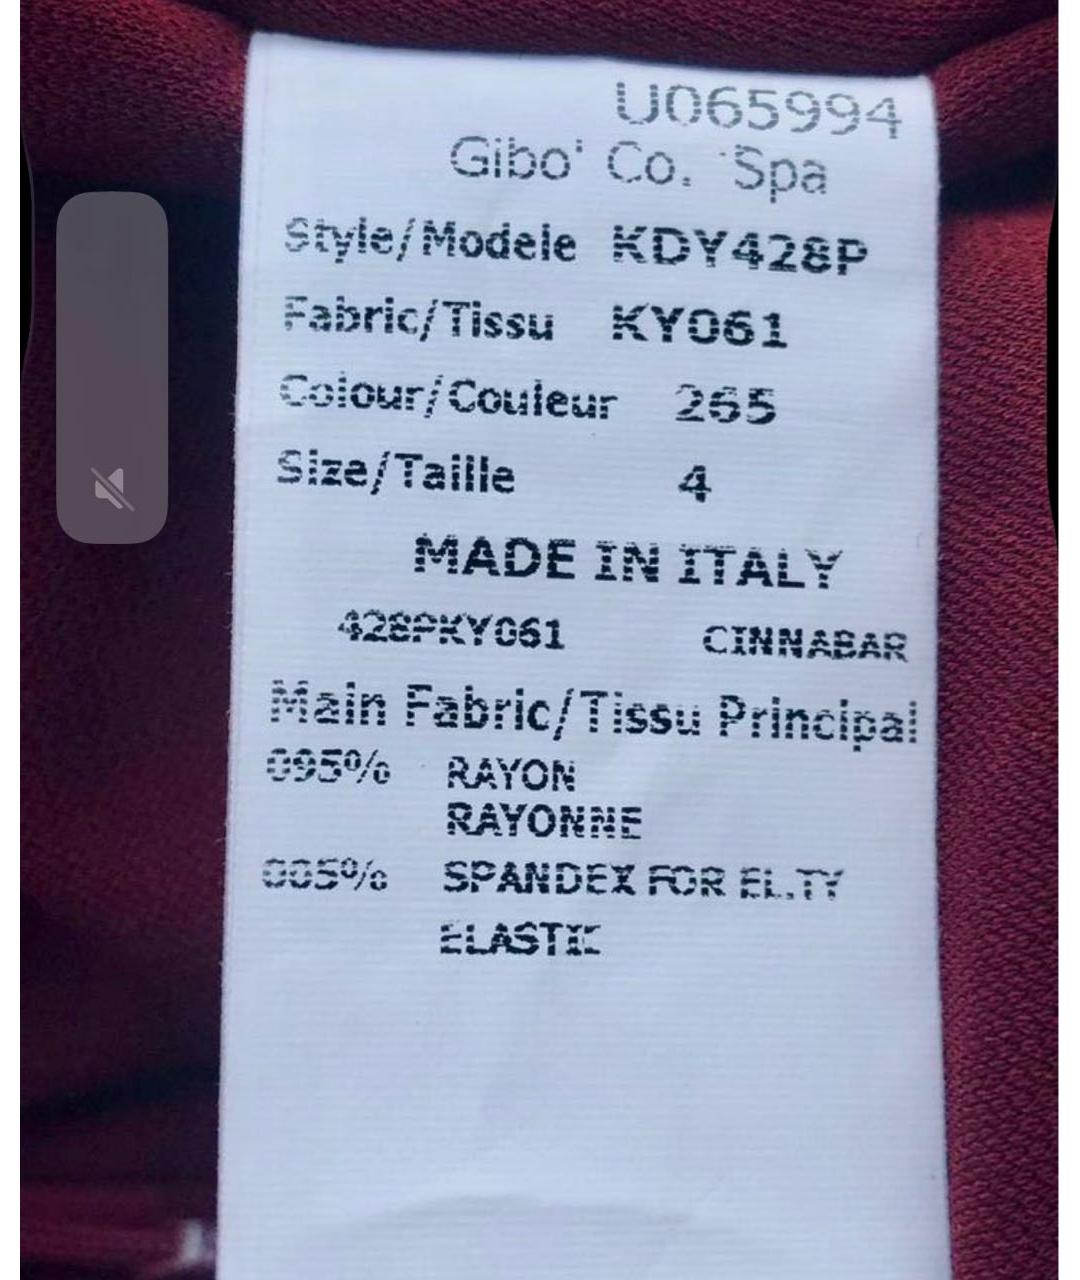 U065994
Gibo' Co. Spa
Style/Modele KDY428P
Fabric/Tissu KY061
Colour/Couleur 265
Size/Taille 4
MADE IN ITALY
428PKY061 CINNABAR
Main Fabric/Tissu Principal
095% RAYON
RAYONNE
005% SPANDEX FOR EL.TY
ELASTIC